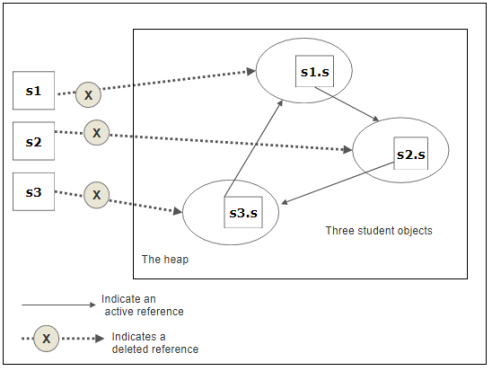 s1
X
s1.s
s2
X
s2.s
s3
X
s3.s
Three student objects
The heap
Indicate an
active reference
X
Indicates a
deleted reference